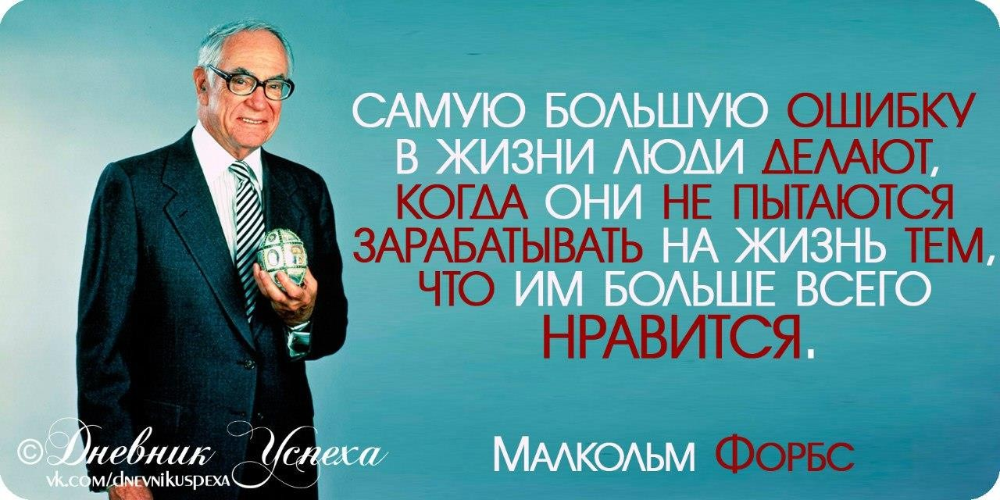 САМУЮ БОЛЬШУЮ ОШИБКУ
В ЖИЗНИ ЛЮДИ ДЕЛАЮТ,
КОГДА ОНИ НЕ ПЫТАЮТСЯ
ЗАРАБАТЫВАТЬ НА ЖИЗНЬ ТЕМ,
ЧТО ИМ БОЛЬШЕ ВСЕГО
НРАВИТСЯ.
МАЛКОЛЬМ ФОРБС
© Дневник Успеха
vk.com/dnevnikuspexa